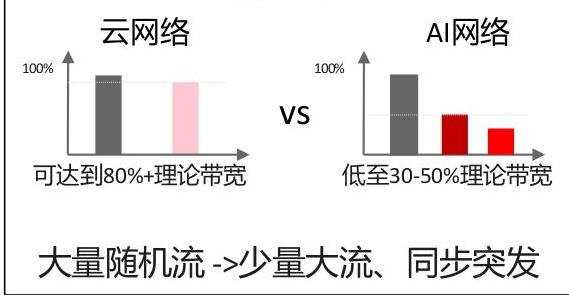 云网络
AI网络
100%
100%
vs
可达到80%+理论带宽
低至30-50%理论带宽
大量随机流 ->少量大流、同步突发